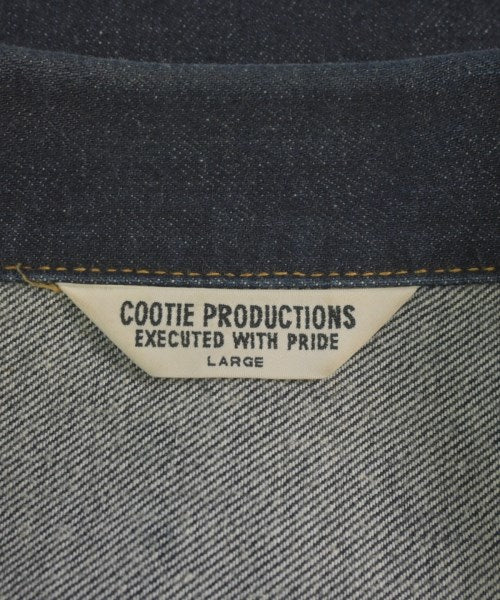 COOTIE PRODUCTIONS
EXECUTED WITH PRIDE
LARGE